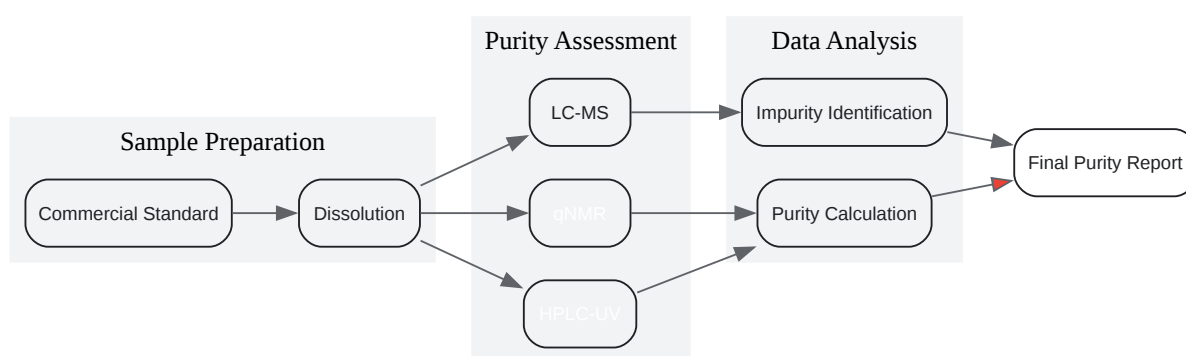 Purity Assessment
Data Analysis
Sample Preparation
LC-MS
Impurity Identification
Final Purity Report
Commercial Standard
Dissolution
qNMR
Purity Calculation
HPLC-UV